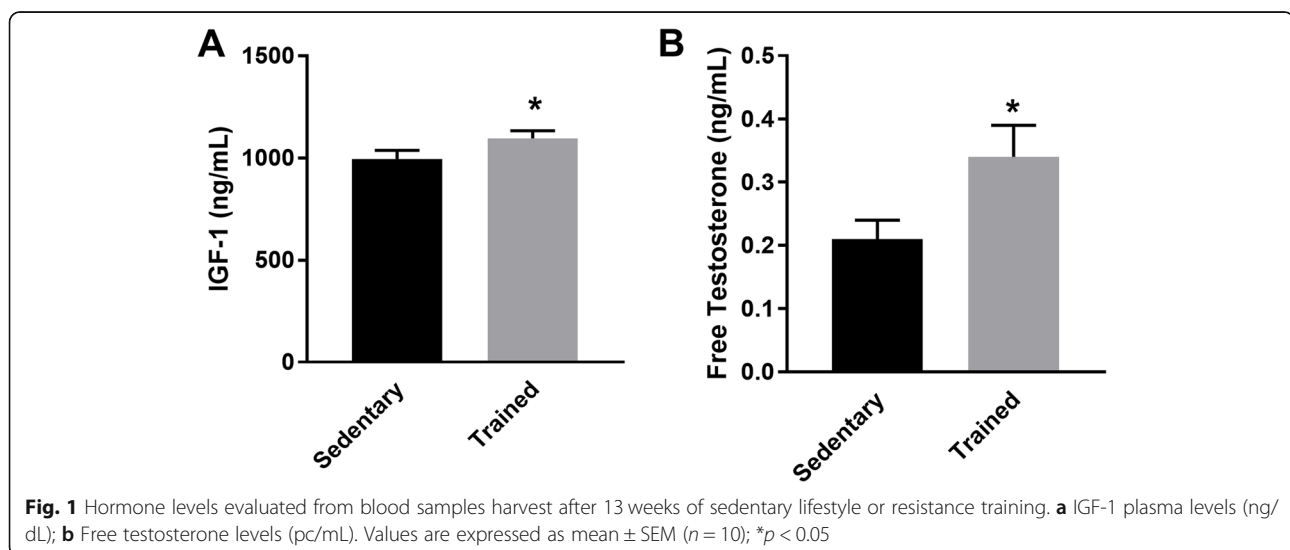 A
1500
1000
500
0
IGF-1 (ng/mL)
*
Sedentary
Trained
B
0.5
0.4
0.3
0.2
0.1
0.0
Free Testosterone (ng/mL)
*
Sedentary
Trained
Fig. 1 Hormone levels evaluated from blood samples harvest after 13 weeks of sedentary lifestyle or resistance training. a IGF-1 plasma levels (ng/
dL); b Free testosterone levels (pc/mL). Values are expressed as mean ± SEM (n = 10); *p < 0.05